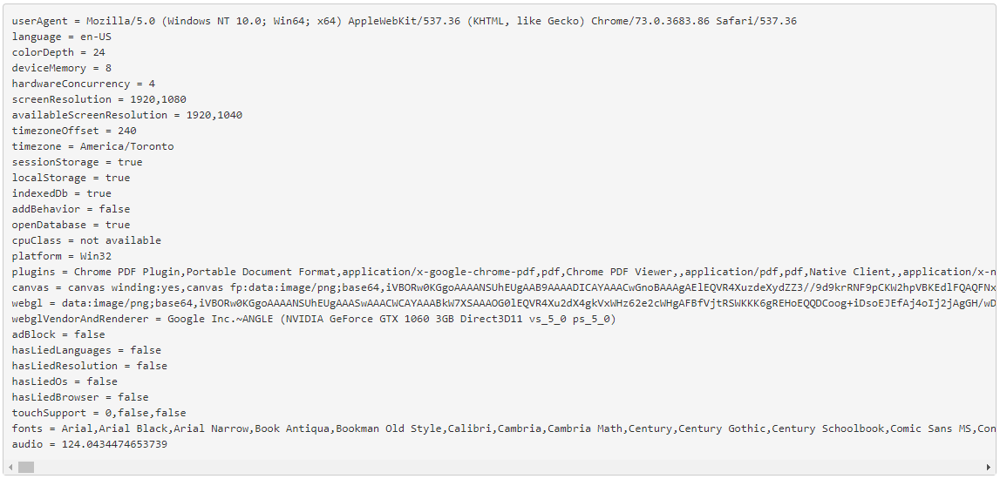 userAgent = Mozilla/5.0 (Windows NT 10.0; Win64; x64) AppleWebKit/537.36 (KHTML, like Gecko) Chrome/73.0.3683.86 Safari/537.36
language = en-US
colorDepth = 24
deviceMemory = 8
hardwareConcurrency = 4
screenResolution = 1920,1080
availableScreenResolution = 1920,1040
timezoneOffset = 240
timezone = America/Toronto
sessionStorage = true
localStorage = true
indexedDb = true
addBehavior = false
openDatabase = true
cpuClass = not available
platform = Win32
plugins = Chrome PDF Plugin,Portable Document Format,application/x-google-chrome-pdf,pdf,Chrome PDF Viewer,,application/pdf,pdf,Native Client,,application/x-n
canvas = canvas winding:yes,canvas fp:data:image/png;base64,iVBORw0KGgoAAAANSUhEUgAAB9AAAADICAYAAACwGnoBAAAgAElEQVR4XuzdeXydZZ3//9d9krRNF9pCKW2hpVBKEdlFQAQFNx
webgl = data:image/png;base64,iVBORw0KGgoAAAANSUhEUgAAASwAAACWCAYAAABkW7XSAAAOG0lEQVR4Xu2dX4gkVxWHz62e2cWHgAFBfVjtRSWKKK6gREHoEQQDCoog+iDsoEJEfAj4oIj2jAgGH/wD
webglVendorAndRenderer = Google Inc.~ANGLE (NVIDIA GeForce GTX 1060 3GB Direct3D11 vs_5_0 ps_5_0)
adBlock = false
hasLiedLanguages = false
hasLiedResolution = false
hasLiedOs = false
hasLiedBrowser = false
touchSupport = 0,false,false
fonts = Arial,Arial Black,Arial Narrow,Book Antiqua,Bookman Old Style,Calibri,Cambria,Cambria Math,Century,Century Gothic,Century Schoolbook,Comic Sans MS,Con
audio = 124.0434474653739